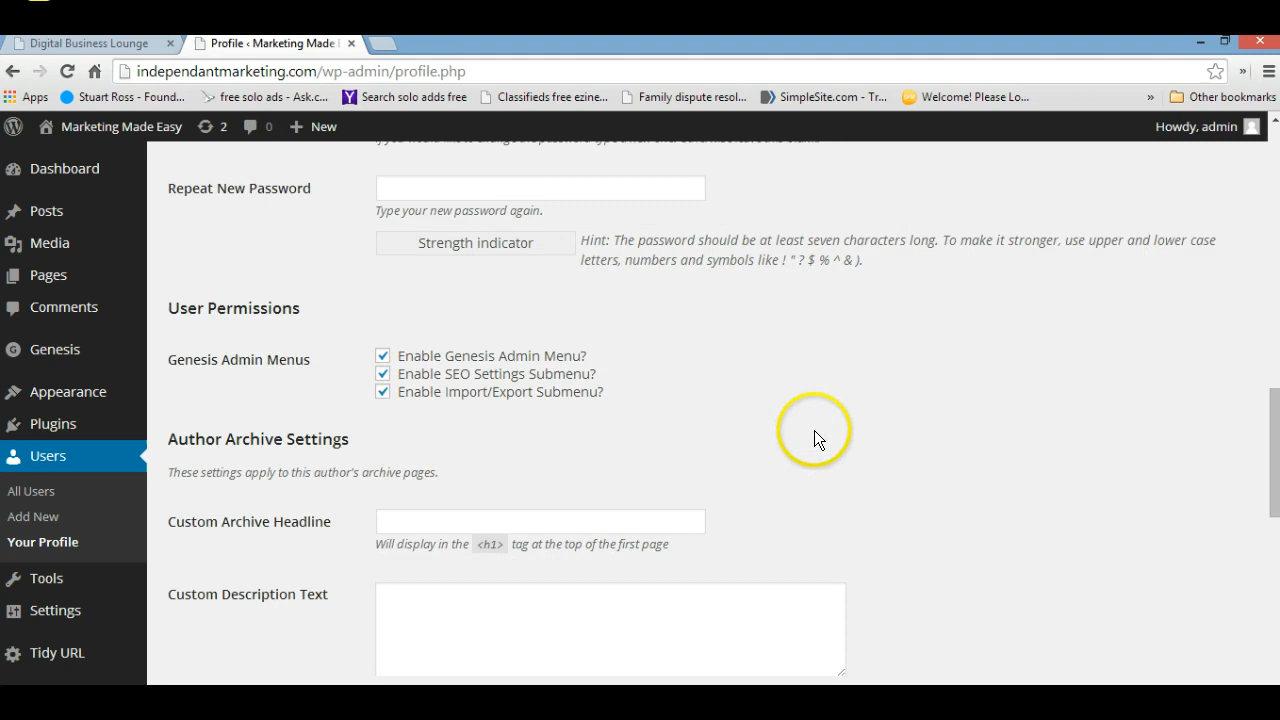 Digital Business Lounge
Profile ‹ Marketing Made
independantmarketing.com/wp-admin/profile.php
Apps
Stuart Ross - Found...
free solo ads - Ask.c...
Search solo adds free
Classifieds free ezine...
Family dispute resol...
SimpleSite.com - Tr...
Welcome! Please Lo...
»
Other bookmarks
Marketing Made Easy
2
0
New
Howdy, admin
Dashboard
Posts
Media
Pages
Comments
Genesis
Appearance
Plugins
Users
All Users
Add New
Your Profile
Tools
Settings
Tidy URL
Repeat New Password
Type your new password again.
Strength indicator
Hint: The password should be at least seven characters long. To make it stronger, use upper and lower case
letters, numbers and symbols like ! " ? $ % ^ & ).
User Permissions
Genesis Admin Menus
Enable Genesis Admin Menu?
Enable SEO Settings Submenu?
Enable Import/Export Submenu?
Author Archive Settings
These settings apply to this author's archive pages.
Custom Archive Headline
Will display in the <h1> tag at the top of the first page
Custom Description Text